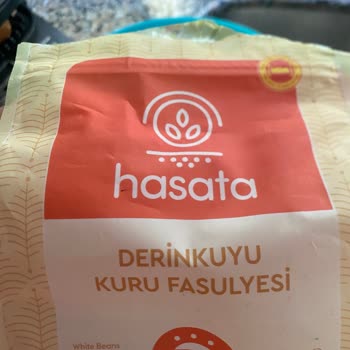 hasata
DERİNKUYU
KURU FASULYESİ
White Beans